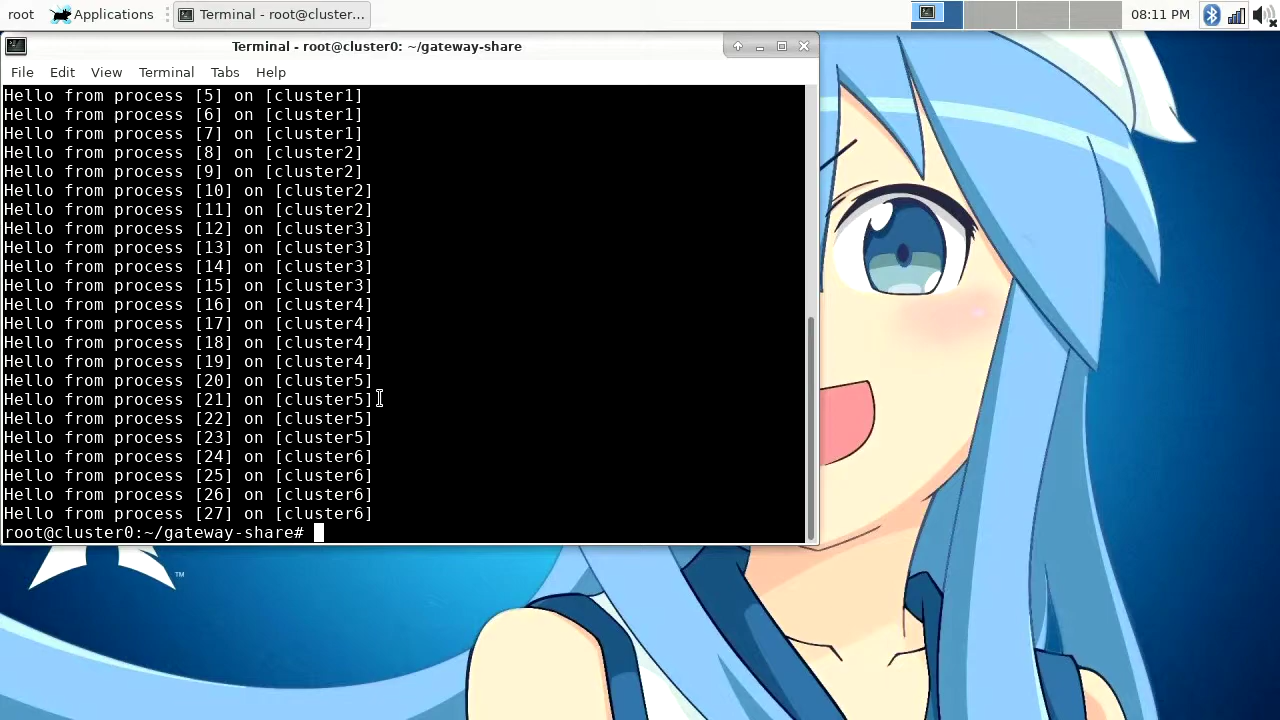 root Applications Terminal - root@cluster... 08:11 PM
Terminal - root@cluster0: ~/gateway-share
File Edit View Terminal Tabs Help
Hello from process [5] on [cluster1]
Hello from process [6] on [cluster1]
Hello from process [7] on [cluster1]
Hello from process [8] on [cluster2]
Hello from process [9] on [cluster2]
Hello from process [10] on [cluster2]
Hello from process [11] on [cluster2]
Hello from process [12] on [cluster3]
Hello from process [13] on [cluster3]
Hello from process [14] on [cluster3]
Hello from process [15] on [cluster3]
Hello from process [16] on [cluster4]
Hello from process [17] on [cluster4]
Hello from process [18] on [cluster4]
Hello from process [19] on [cluster4]
Hello from process [20] on [cluster5]
Hello from process [21] on [cluster5]
Hello from process [22] on [cluster5]
Hello from process [23] on [cluster5]
Hello from process [24] on [cluster6]
Hello from process [25] on [cluster6]
Hello from process [26] on [cluster6]
Hello from process [27] on [cluster6]
root@cluster0:~/gateway-share#
TM